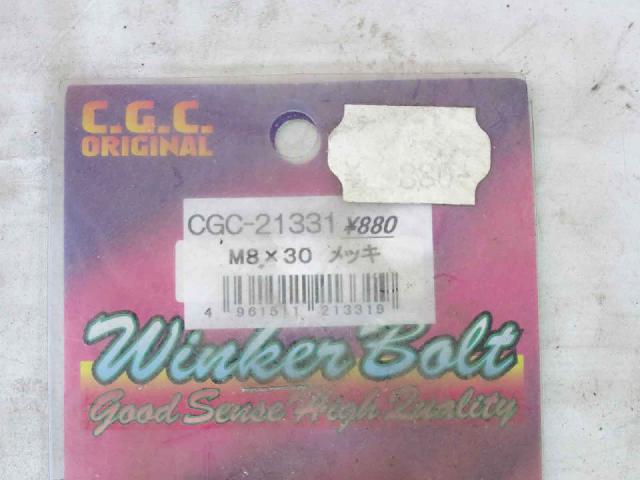 C.G.C.
ORIGINAL
¥ 880-
CGC-21331 ¥880
M8×30 メッキ
4 961511 213319
Winker Bolt
Good Sense High Quality